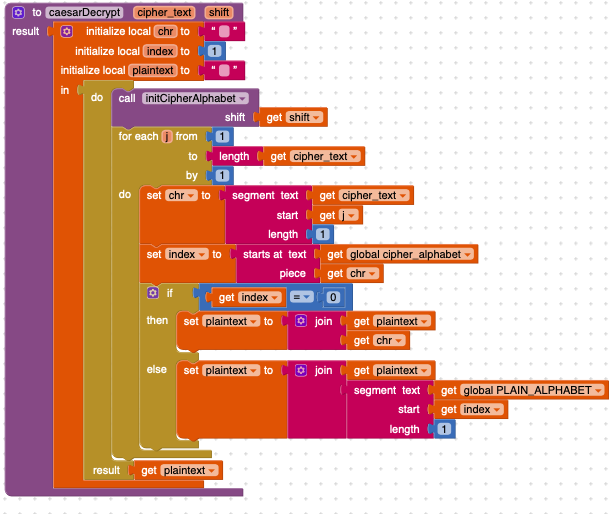 to caesarDecrypt cipher_text shift
result initialize local chr to " "
initialize local index to 1
initialize local plaintext to " "
in do call initCipherAlphabet
shift get shift
for each j from 1
to length get cipher_text
by 1
do set chr to segment text get cipher_text
start get j
length 1
set index to starts at text get global cipher_alphabet
piece get chr
if get index = 0
then set plaintext to join get plaintext
get chr
else set plaintext to join get plaintext
segment text get global PLAIN_ALPHABET
start get index
length 1
result get plaintext